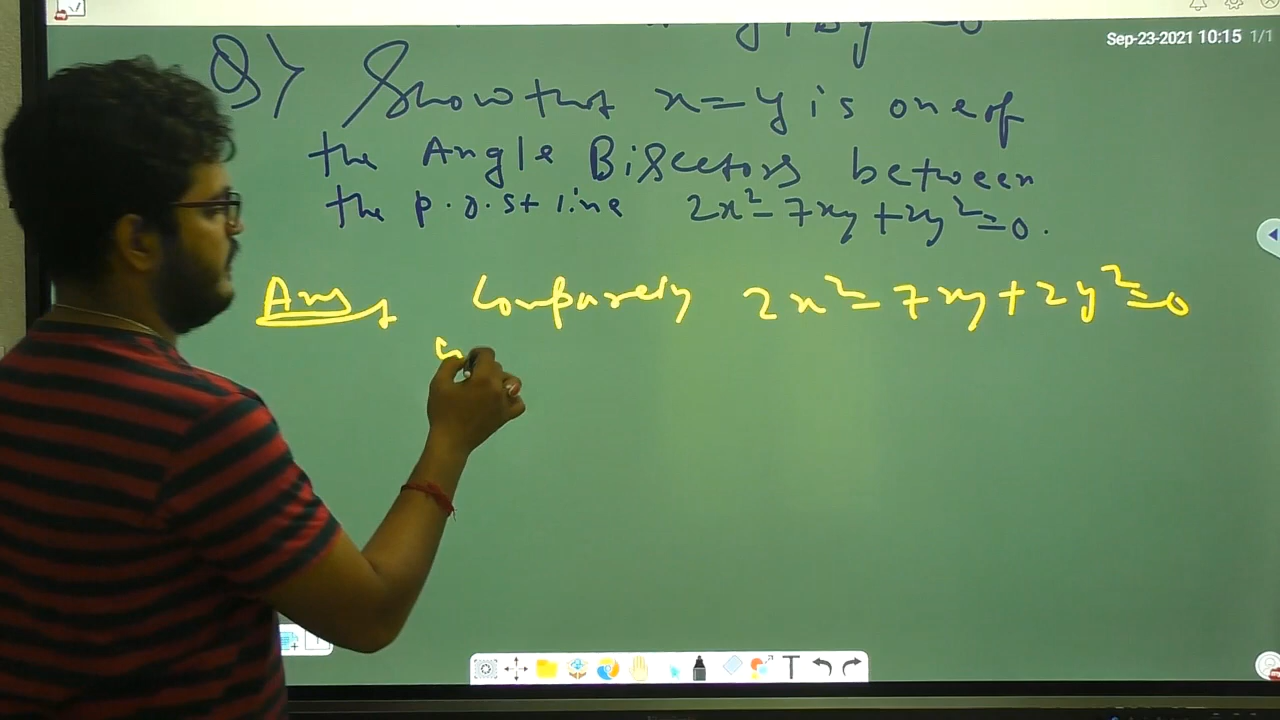 Sep-23-2021 10:15 1/1
Q> Show that x=y is one of
the Angle Bisectors between
the p.o.st line 2x²-7xy+2y²=0.
Ans Comparing 2x²-7xy+2y²=0
T